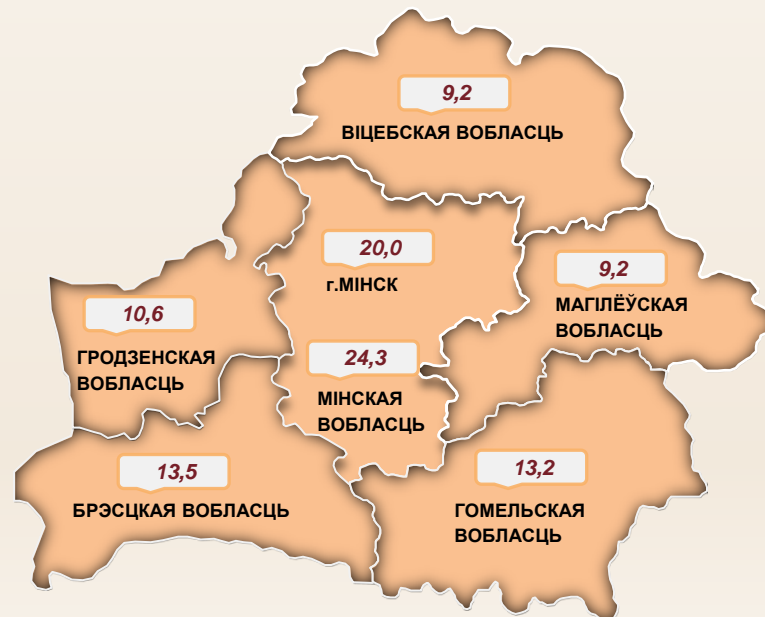 9,2
ВІЦЕБСКАЯ ВОБЛАСЦЬ
20,0
г.МІНСК
9,2
МАГІЛЁЎСКАЯ
ВОБЛАСЦЬ
10,6
ГРОДЗЕНСКАЯ
ВОБЛАСЦЬ
24,3
МІНСКАЯ
ВОБЛАСЦЬ
13,5
БРЭСЦКАЯ ВОБЛАСЦЬ
13,2
ГОМЕЛЬСКАЯ
ВОБЛАСЦЬ